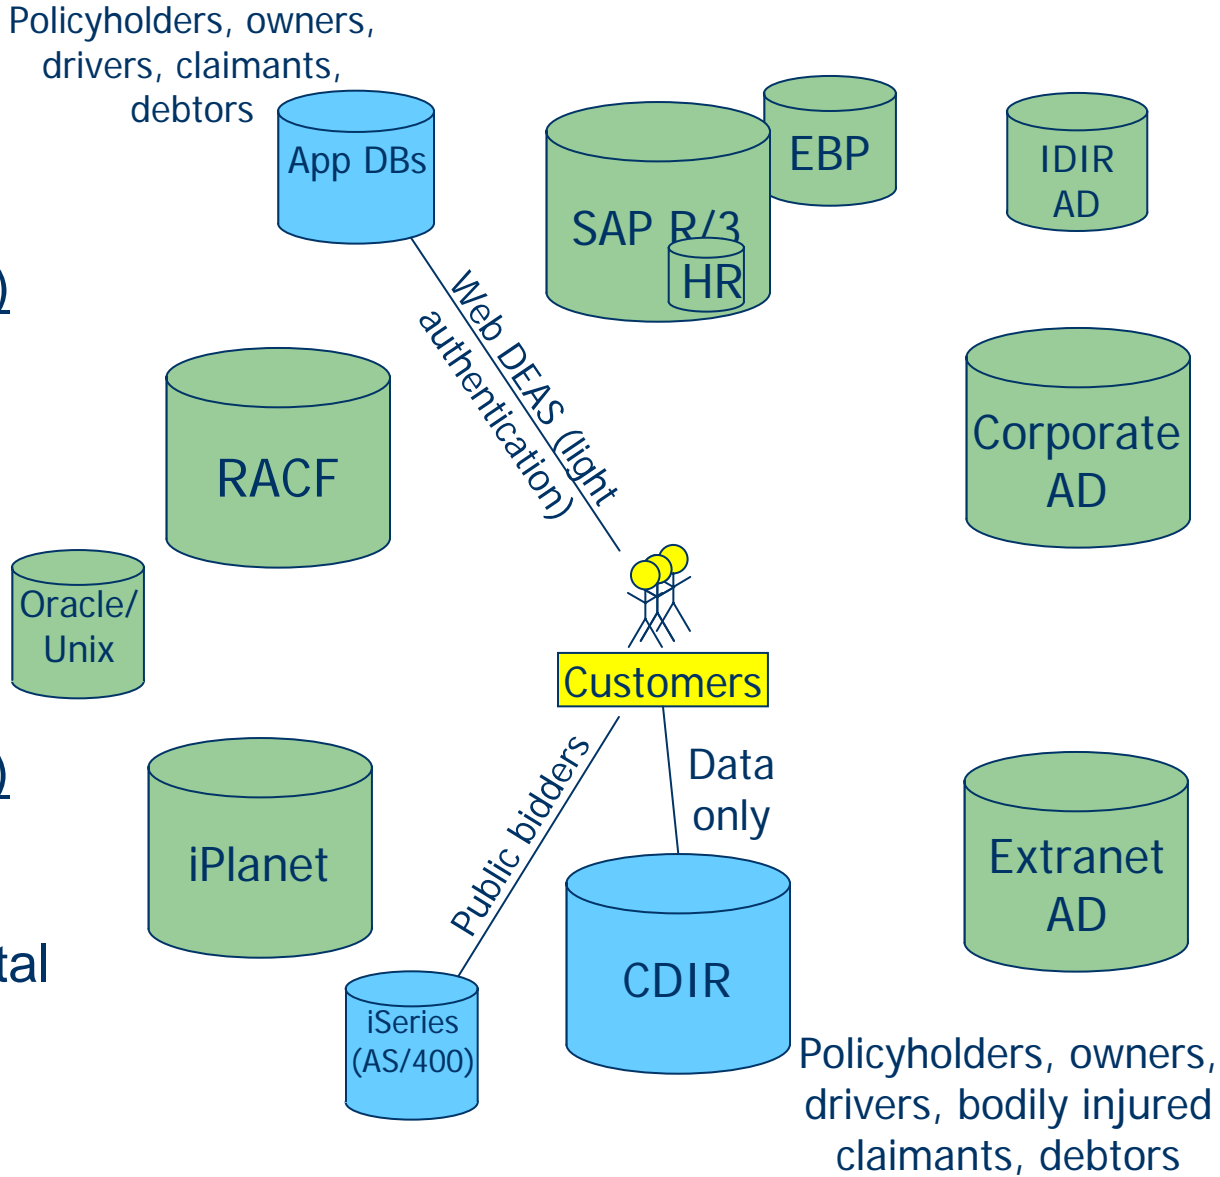 Policyholders, owners,
drivers, claimants,
debtors
App DBs
EBP
IDIR
AD
SAP R/3
HR
)
Web DEAS (light
authentication)
Corporate
AD
RACF
Oracle/
Unix
Customers
)
Public bidders
Data
only
iPlanet
Extranet
AD
tal
CDIR
iSeries
(AS/400)
Policyholders, owners,
drivers, bodily injured
claimants, debtors